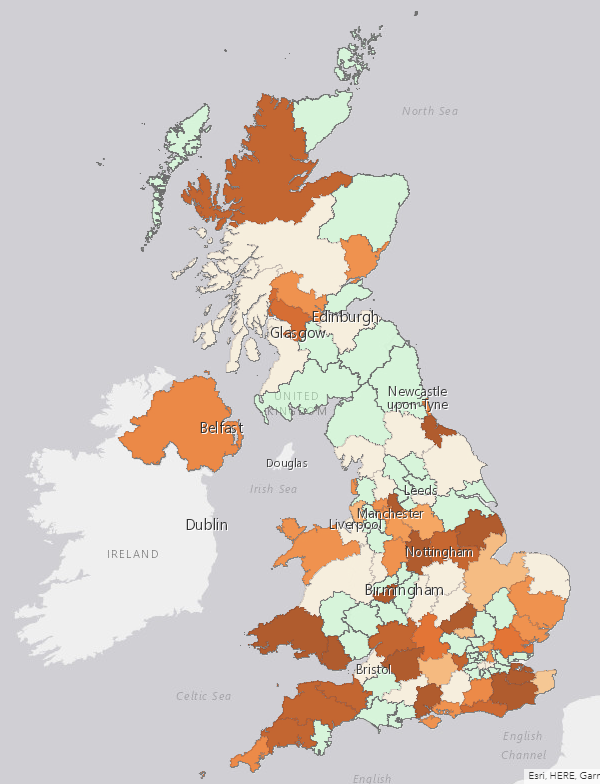 North Sea
Edinburgh
Glasgow
UNITED
KINGDOM
Newcastle
upon Tyne
Belfast
Douglas
Irish Sea
Leeds
Manchester
Liverpool
Dublin
IRELAND
Nottingham
Birmingham
Bristol
Celtic Sea
English
Channel
English
Esri, HERE, Garr